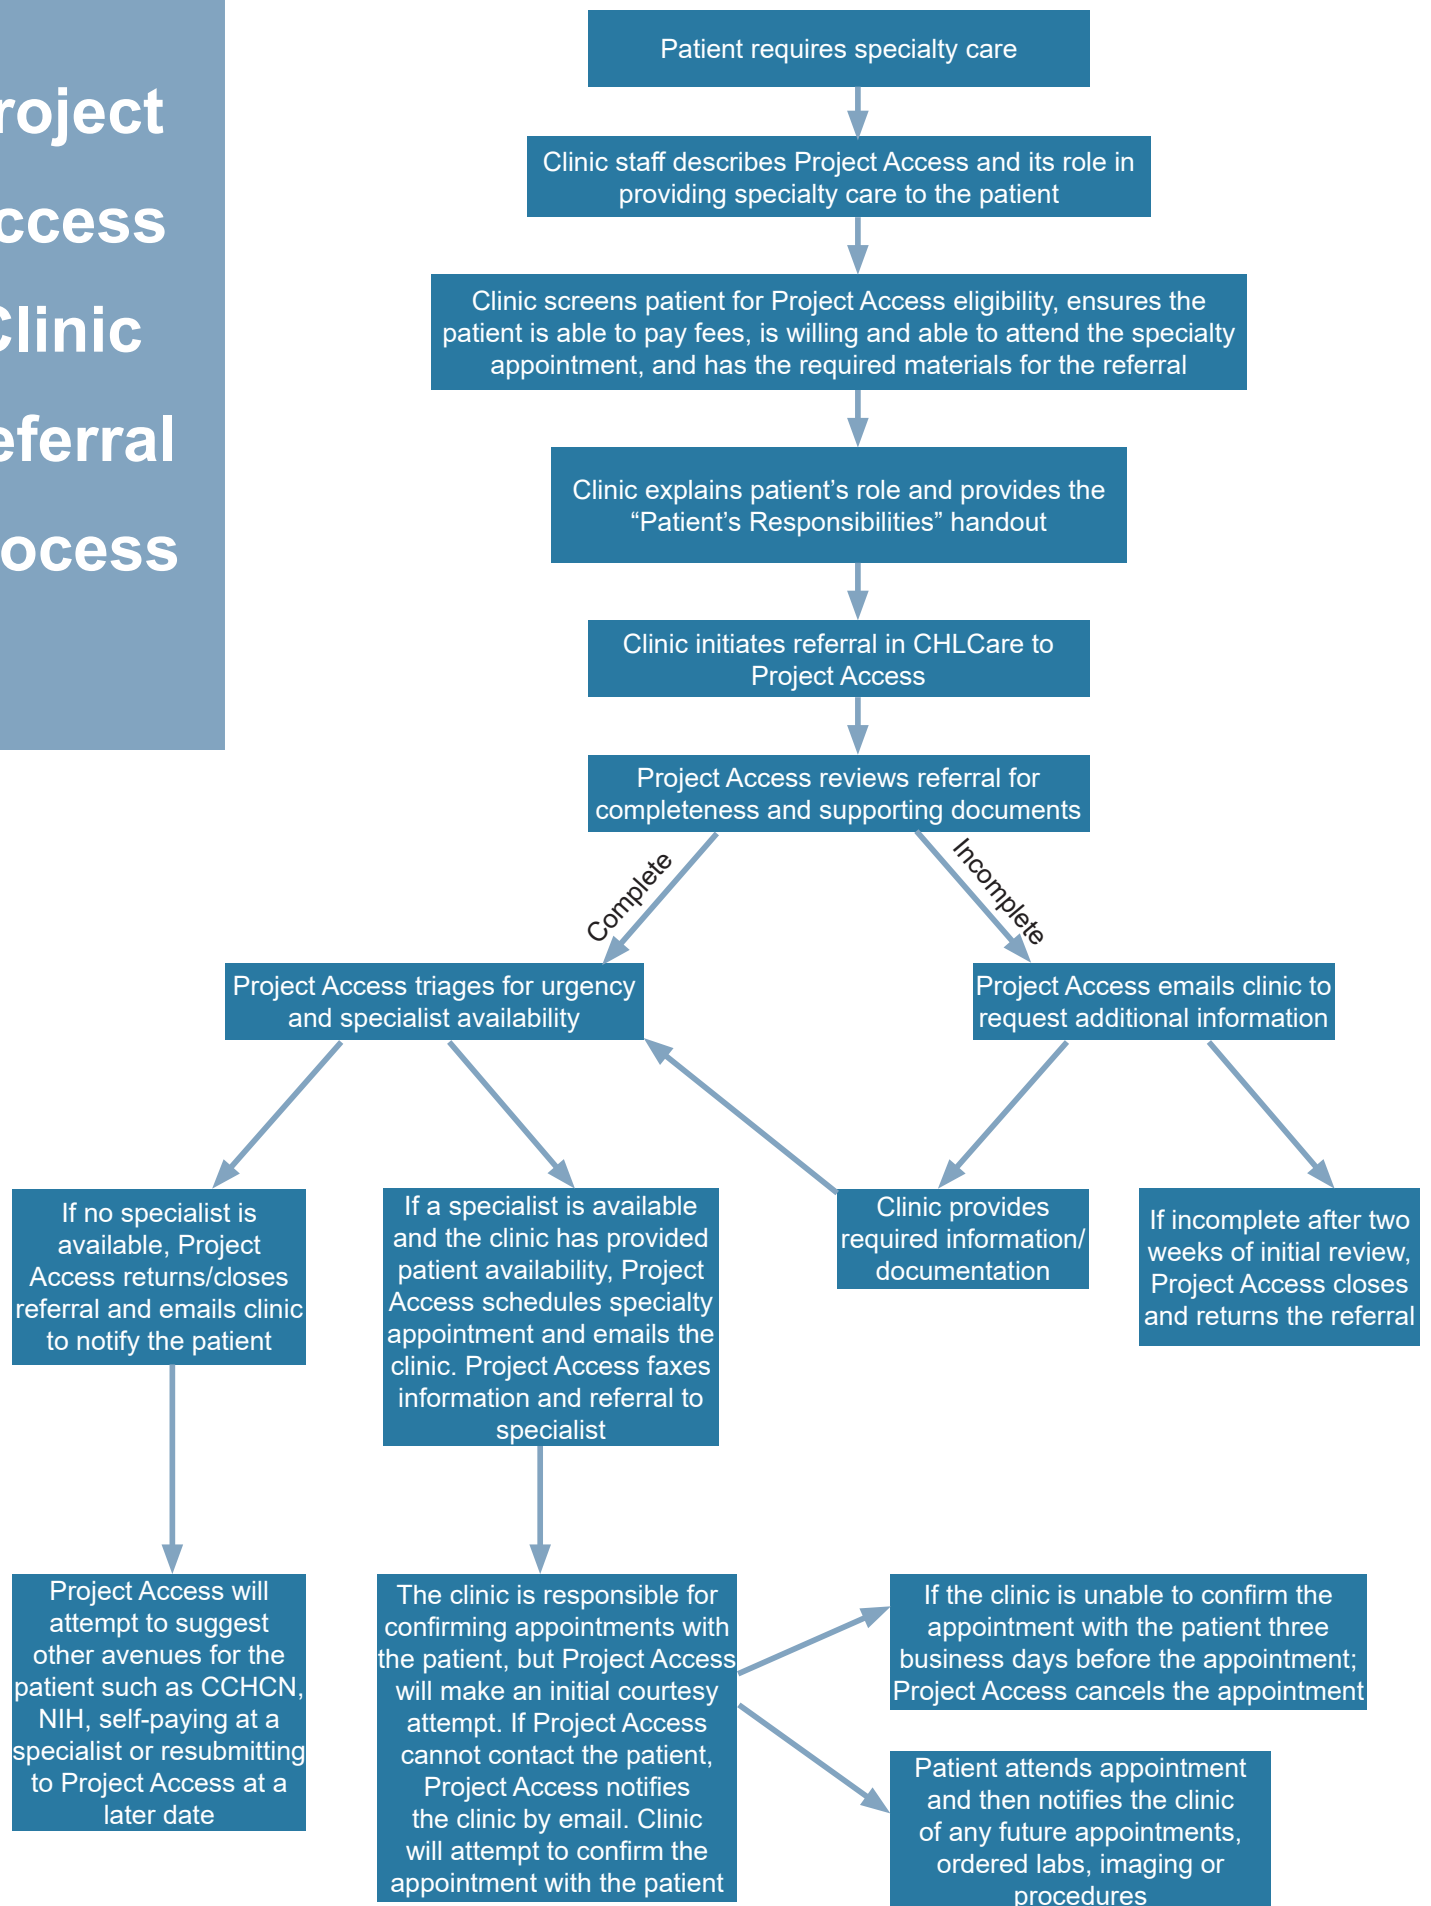 roject
ccess
Clinic
eferral
ocess
Patient requires specialty care
Clinic staff describes Project Access and its role in
providing specialty care to the patient
Clinic screens patient for Project Access eligibility, ensures the
patient is able to pay fees, is willing and able to attend the specialty
appointment, and has the required materials for the referral
Clinic explains patient’s role and provides the
“Patient’s Responsibilities” handout
Clinic initiates referral in CHLCare to
Project Access
Project Access reviews referral for
completeness and supporting documents
Complete
Incomplete
Project Access triages for urgency
and specialist availability
Project Access emails clinic to
request additional information
If no specialist is
available, Project
Access returns/closes
referral and emails clinic
to notify the patient
If a specialist is available
and the clinic has provided
patient availability, Project
Access schedules specialty
appointment and emails the
clinic. Project Access faxes
information and referral to
specialist
Clinic provides
required information/
documentation
If incomplete after two
weeks of initial review,
Project Access closes
and returns the referral
Project Access will
attempt to suggest
other avenues for the
patient such as CCHCN,
NIH, self-paying at a
specialist or resubmitting
to Project Access at a
later date
The clinic is responsible for
confirming appointments with
the patient, but Project Access
will make an initial courtesy
attempt. If Project Access
cannot contact the patient,
Project Access notifies
the clinic by email. Clinic
will attempt to confirm the
appointment with the patient
If the clinic is unable to confirm the
appointment with the patient three
business days before the appointment;
Project Access cancels the appointment
Patient attends appointment
and then notifies the clinic
of any future appointments,
ordered labs, imaging or
procedures